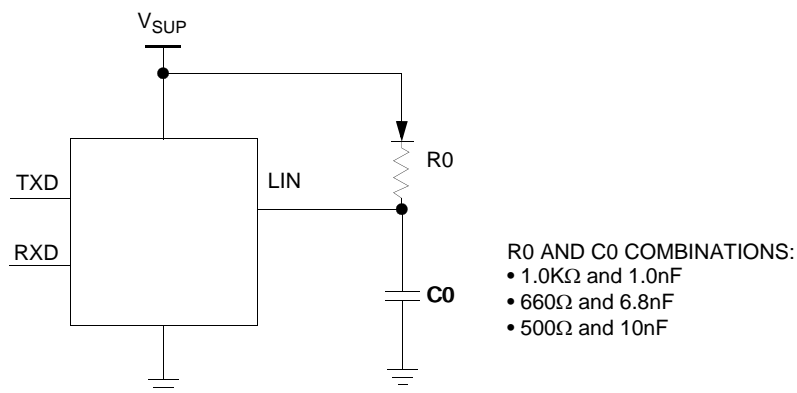 VSUP
R0
TXD
LIN
RXD
C0
R0 AND C0 COMBINATIONS:
• 1.0KΩ and 1.0nF
• 660Ω and 6.8nF
• 500Ω and 10nF